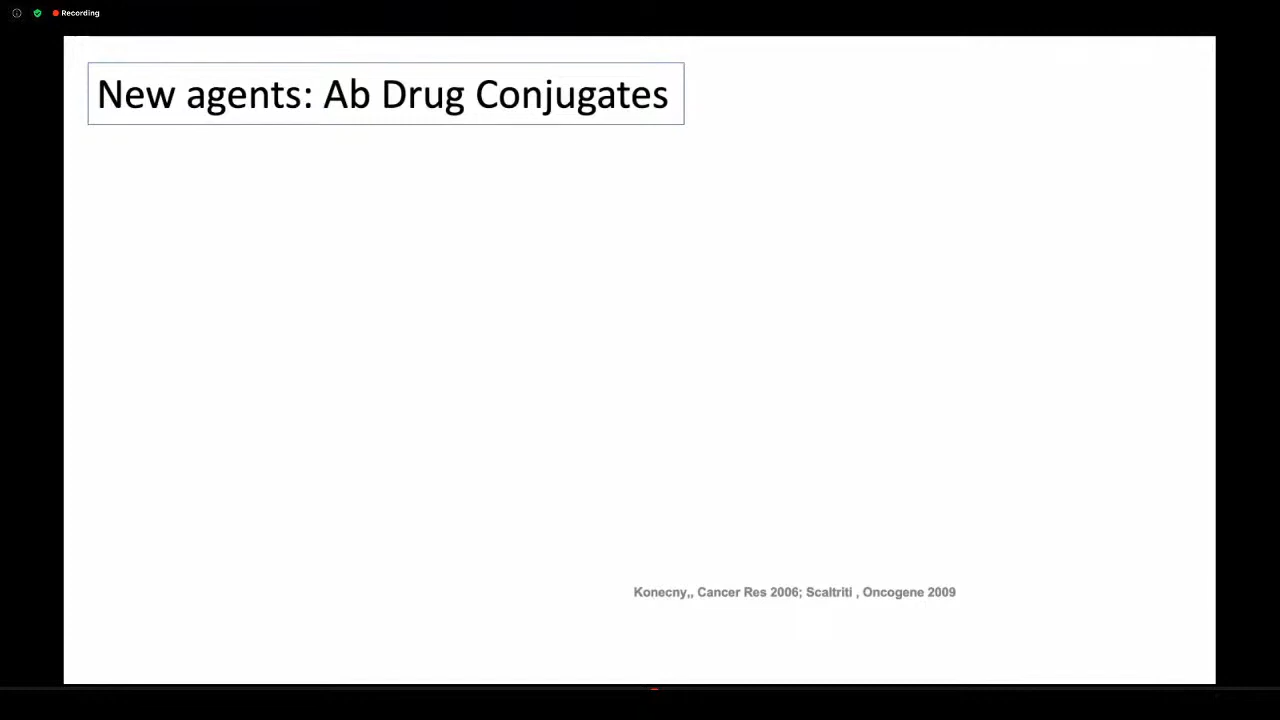 Recording
New agents: Ab Drug Conjugates
Konecny,, Cancer Res 2006; Scaltriti , Oncogene 2009